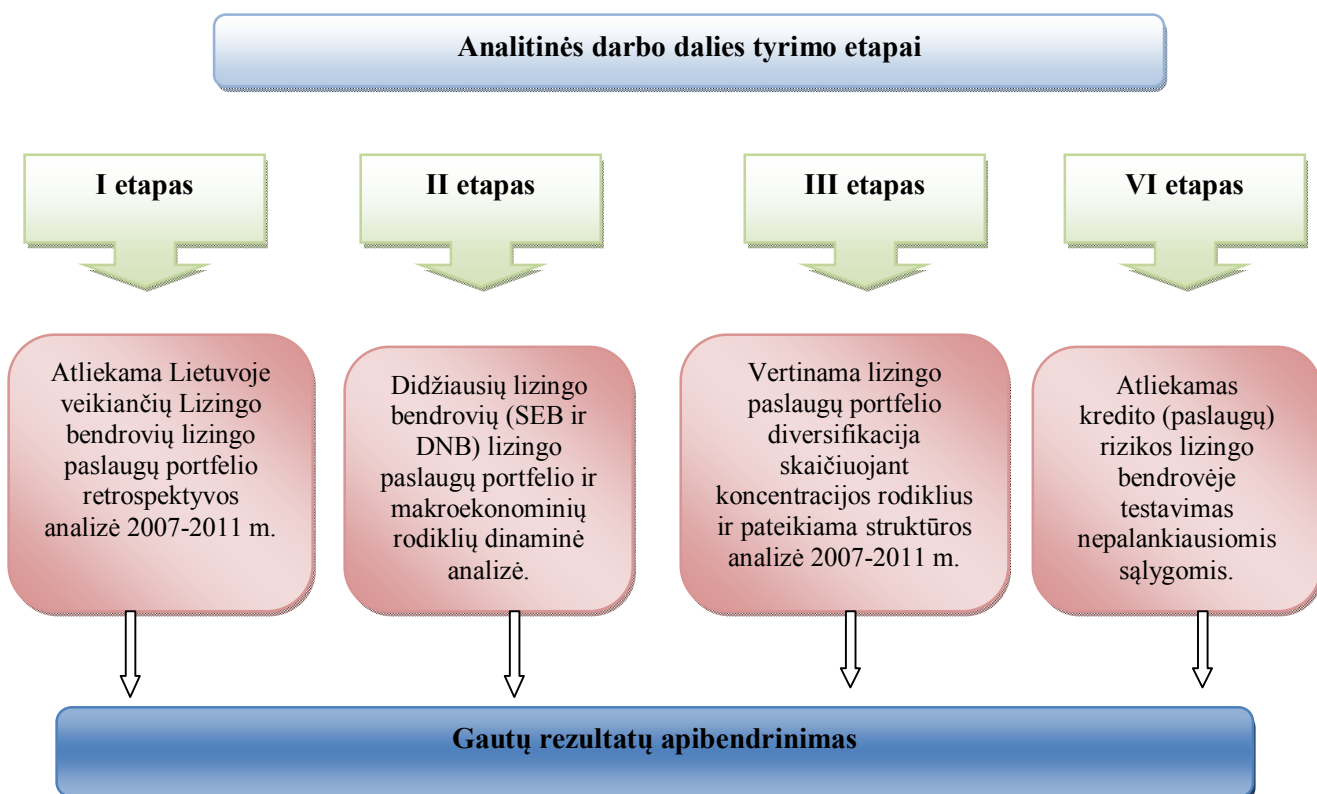 Analitinės darbo dalies tyrimo etapai
I etapas
II etapas
III etapas
VI etapas
Atliekama Lietuvoje
veikiančių Lizingo
bendrovių lizingo
paslaugų portfelio
retrospektyvos
analizė 2007-2011 m.
Didžiausių lizingo
bendrovių (SEB ir
DNB) lizingo
paslaugų portfelio ir
makroekonominių
rodiklių dinaminė
analizė.
Vertinama lizingo
paslaugų portfelio
diversifikacija
skaičiuojant
koncentracijos rodiklius
ir pateikiama struktūros
analizė 2007-2011 m.
Atliekamas
kredito (paslaugų)
rizikos lizingo
bendrovėje
testavimas
nepalankiausiomis
sąlygomis.
Gautų rezultatų apibendrinimas